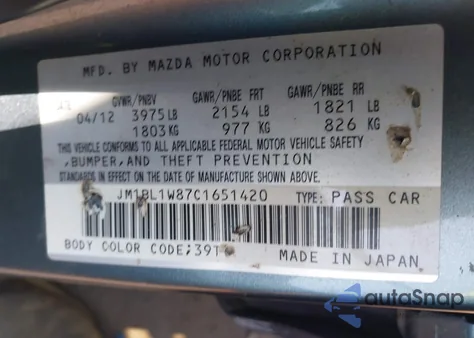 MFD. BY MAZDA MOTOR CORPORATION
GVWR/PNBV GAWR/PNBE FRT GAWR/PNBE RR
04/12 3975 LB 2154 LB 1821 LB
1803 KG 977 KG 826 KG
THIS VEHICLE CONFORMS TO ALL APPLICABLE FEDERAL MOTOR VEHICLE SAFETY
,BUMPER,AND THEFT PREVENTION
STANDARDS IN EFFECT ON THE DATE OF MANUFACTURE SHOWN ABOVE.
JM1BL1W87C1651420 TYPE: PASS CAR
BODY COLOR CODE;39T MADE IN JAPAN
autoSnap